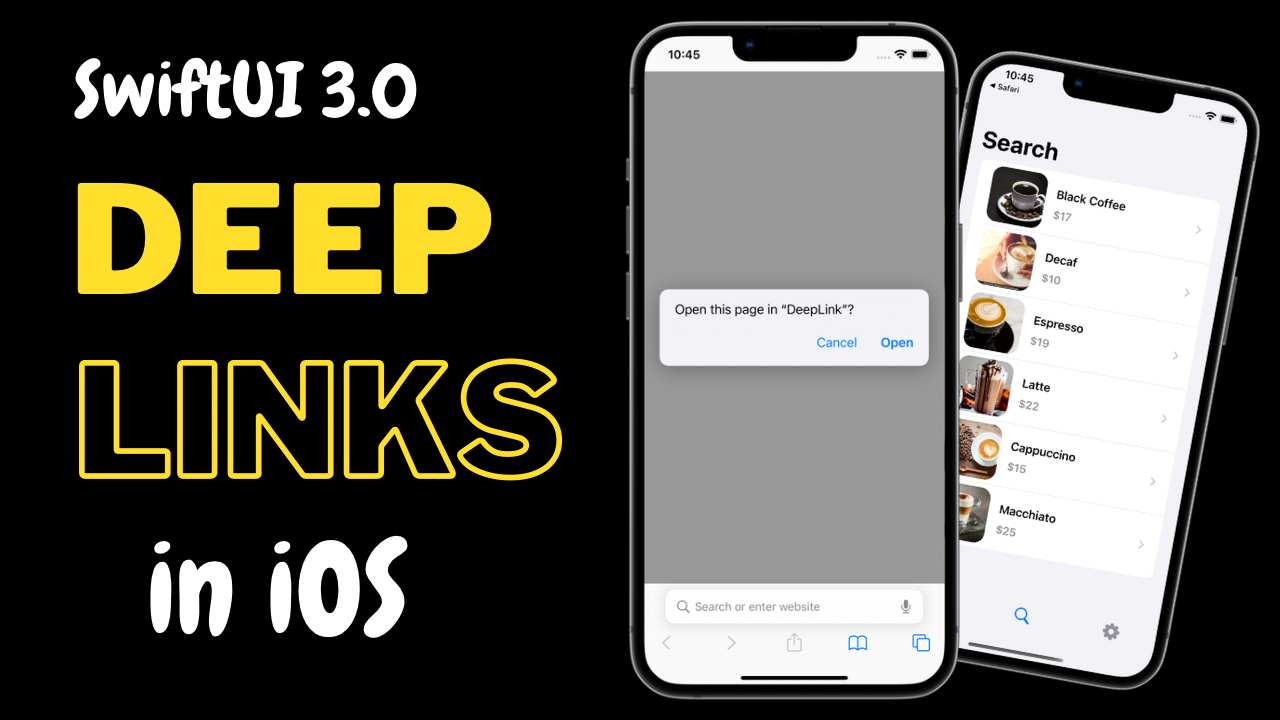 SwiftUI 3.0
DEEP
LINKS
in iOS
10:45
Open this page in “DeepLink”?
Cancel Open
Search or enter website
10:45
◀ Safari
Search
Black Coffee
$17
Decaf
$10
Espresso
$19
Latte
$22
Cappuccino
$15
Macchiato
$25